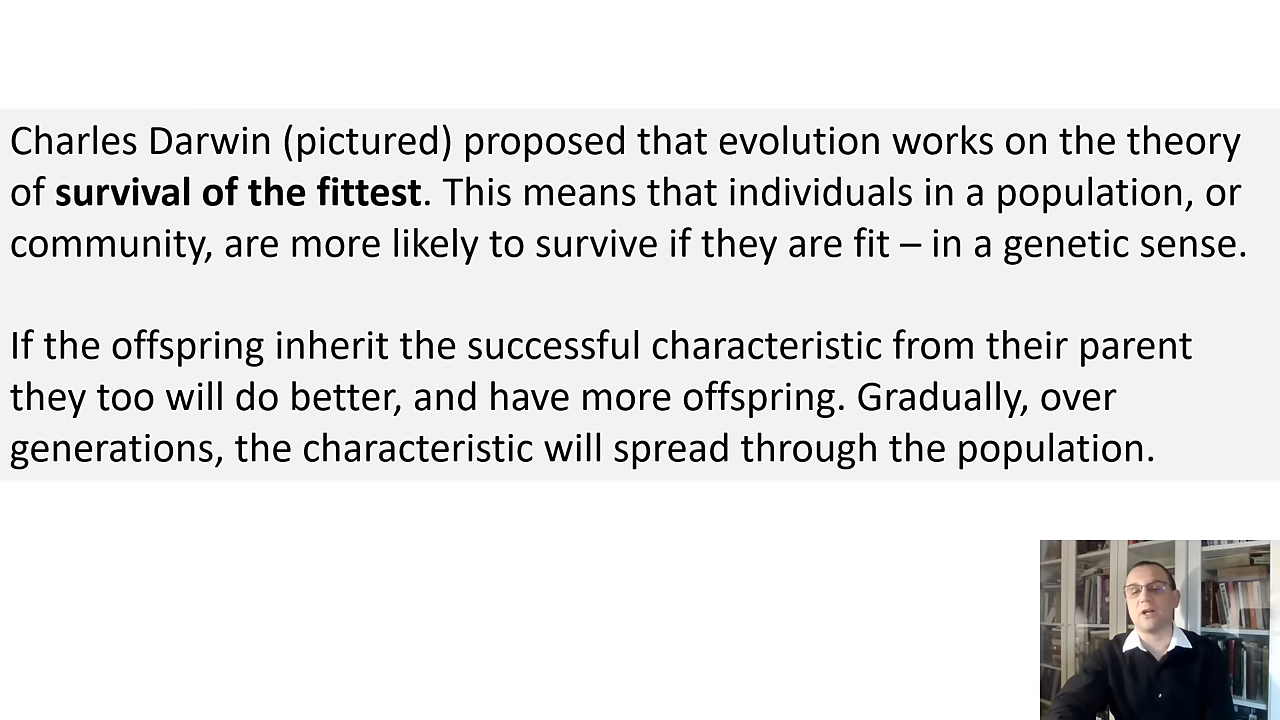 Charles Darwin (pictured) proposed that evolution works on the theory
of survival of the fittest. This means that individuals in a population, or
community, are more likely to survive if they are fit – in a genetic sense.
If the offspring inherit the successful characteristic from their parent
they too will do better, and have more offspring. Gradually, over
generations, the characteristic will spread through the population.